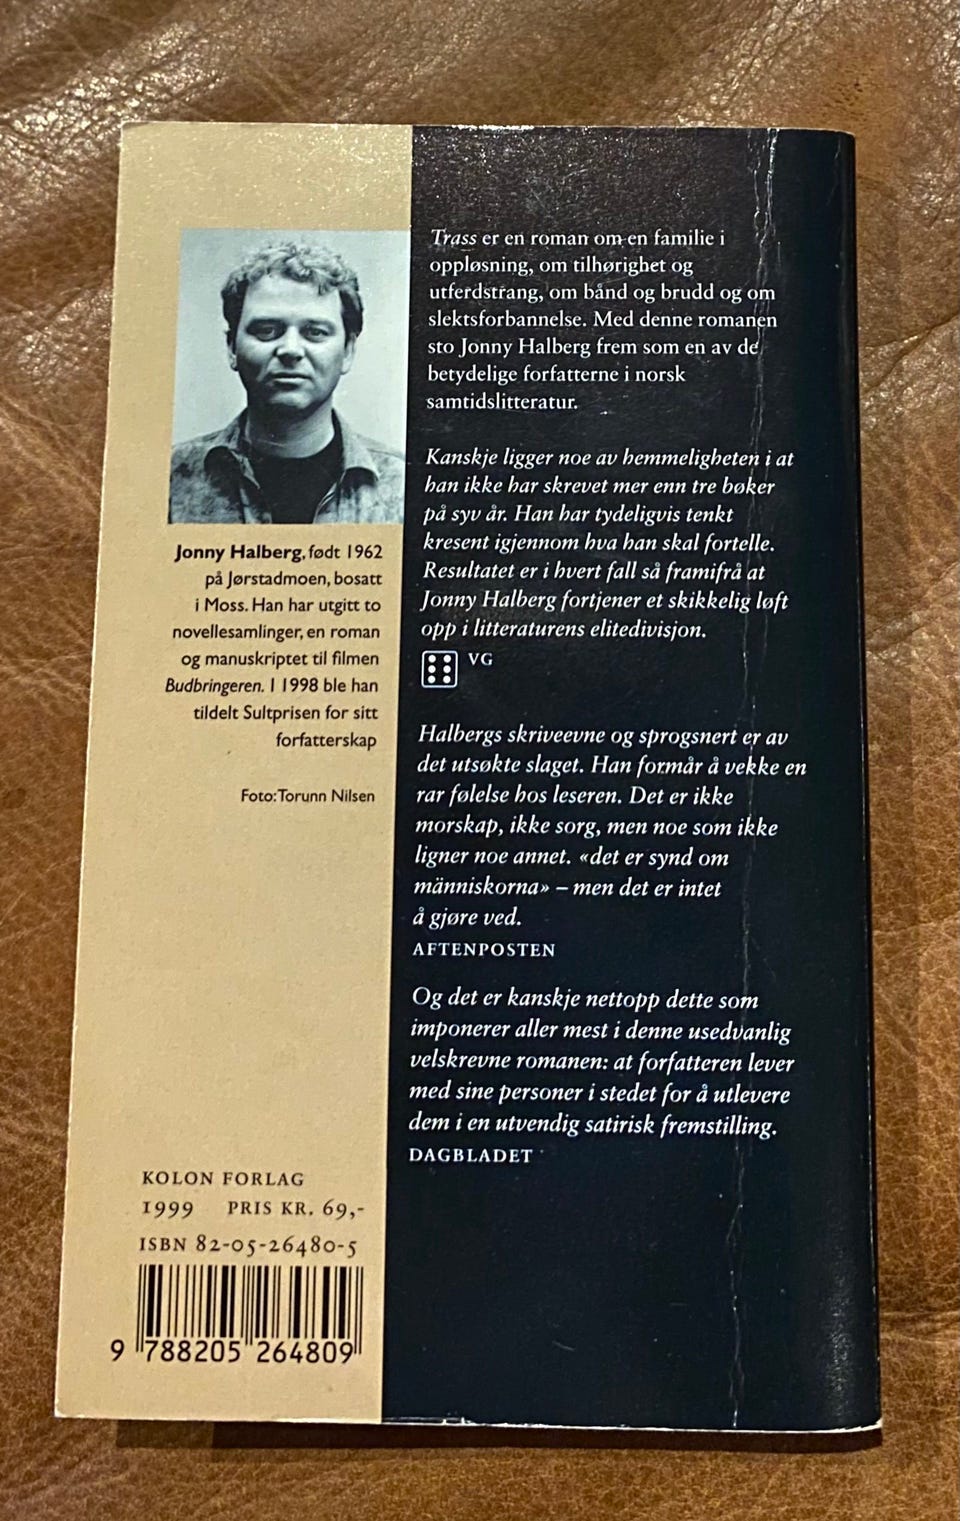 Jonny Halberg, født 1962
på Jørstadmoen, bosatt
i Moss. Han har utgitt to
novellesamlinger, en roman
og manuskriptet til filmen
Budbringeren. I 1998 ble han
tildelt Sultprisen for sitt
forfatterskap
Foto: Torunn Nilsen
KOLON FORLAG
1999 PRIS KR. 69,-
ISBN 82-05-26480-5
9 788205 264809
Trass er en roman om en familie i
oppløsning, om tilhørighet og
utferdstrang, om bånd og brudd og om
slektsforbannelse. Med denne romanen
sto Jonny Halberg frem som en av de
betydelige forfatterne i norsk
samtidslitteratur.
Kanskje ligger noe av hemmeligheten i at
han ikke har skrevet mer enn tre bøker
på syv år. Han har tydeligvis tenkt
kresent igjennom hva han skal fortelle.
Resultatet er i hvert fall så framifrå at
Jonny Halberg fortjener et skikkelig løft
opp i litteraturens elitedivisjon.
VG
Halbergs skriveevne og sprogsnert er av
det utsøkte slaget. Han formår å vekke en
rar følelse hos leseren. Det er ikke
morskap, ikke sorg, men noe som ikke
ligner noe annet. «det er synd om
människorna» – men det er intet
å gjøre ved.
AFTENPOSTEN
Og det er kanskje nettopp dette som
imponerer aller mest i denne usedvanlig
velskrevne romanen: at forfatteren lever
med sine personer i stedet for å utlevere
dem i en utvendig satirisk fremstilling.
DAGBLADET